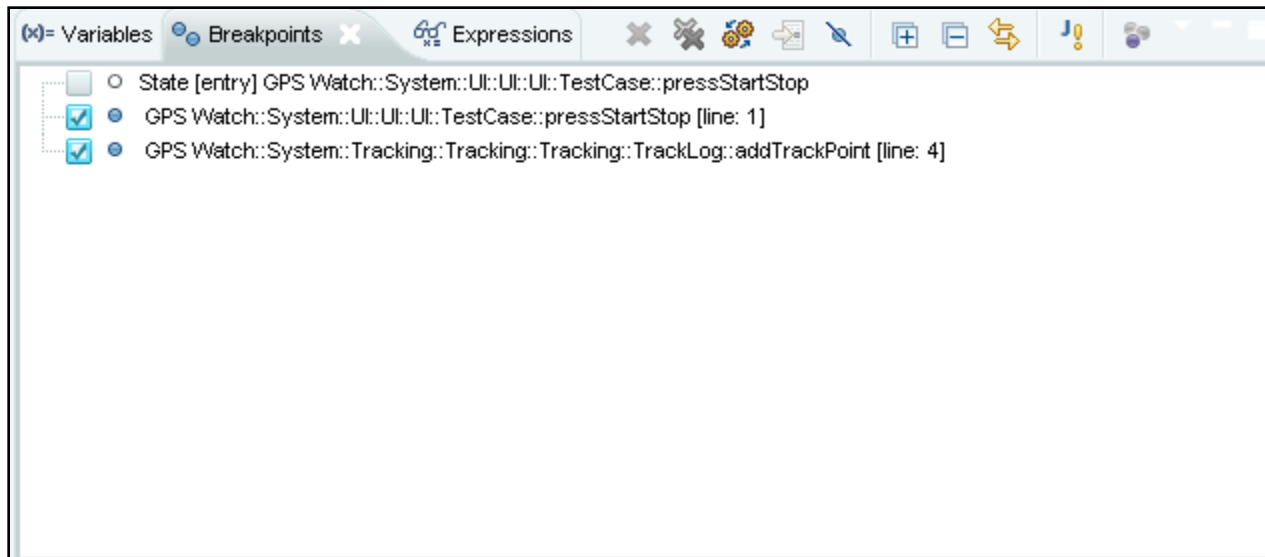 (x)= Variables Breakpoints Expressions
State [entry] GPS Watch::System::UI::UI::UI::TestCase::pressStartStop
GPS Watch::System::UI::UI::UI::TestCase::pressStartStop [line: 1]
GPS Watch::System::Tracking::Tracking::Tracking::TrackLog::addTrackPoint [line: 4]